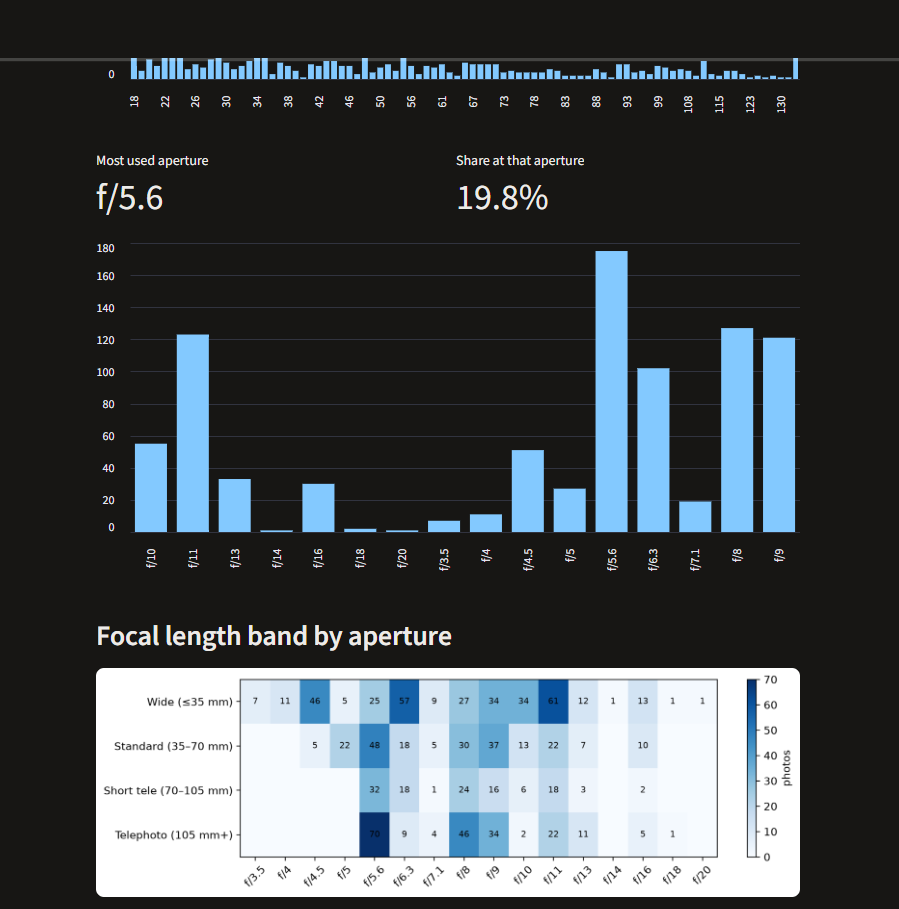 0
18 22 26 30 34 38 42 46 50 56 61 67 73 78 83 88 93 99 108 115 123 130
Most used aperture Share at that aperture
f/5.6 19.8%
180
160
140
120
100
80
60
40
20
0
f/10 f/11 f/13 f/14 f/16 f/18 f/20 f/3.5 f/4 f/4.5 f/5 f/5.6 f/6.3 f/7.1 f/8 f/9
Focal length band by aperture
Wide (≤35 mm) 7 11 46 5 25 57 9 27 34 34 61 12 1 13 1 1
Standard (35–70 mm) 5 22 48 18 5 30 37 13 22 7 10
Short tele (70–105 mm) 32 18 1 24 16 6 18 3 2
Telephoto (105 mm+) 70 9 4 46 34 2 22 11 5 1
f/3.5 f/4 f/4.5 f/5 f/5.6 f/6.3 f/7.1 f/8 f/9 f/10 f/11 f/13 f/14 f/16 f/18 f/20
70
60
50
40
30
20
10
0
photos